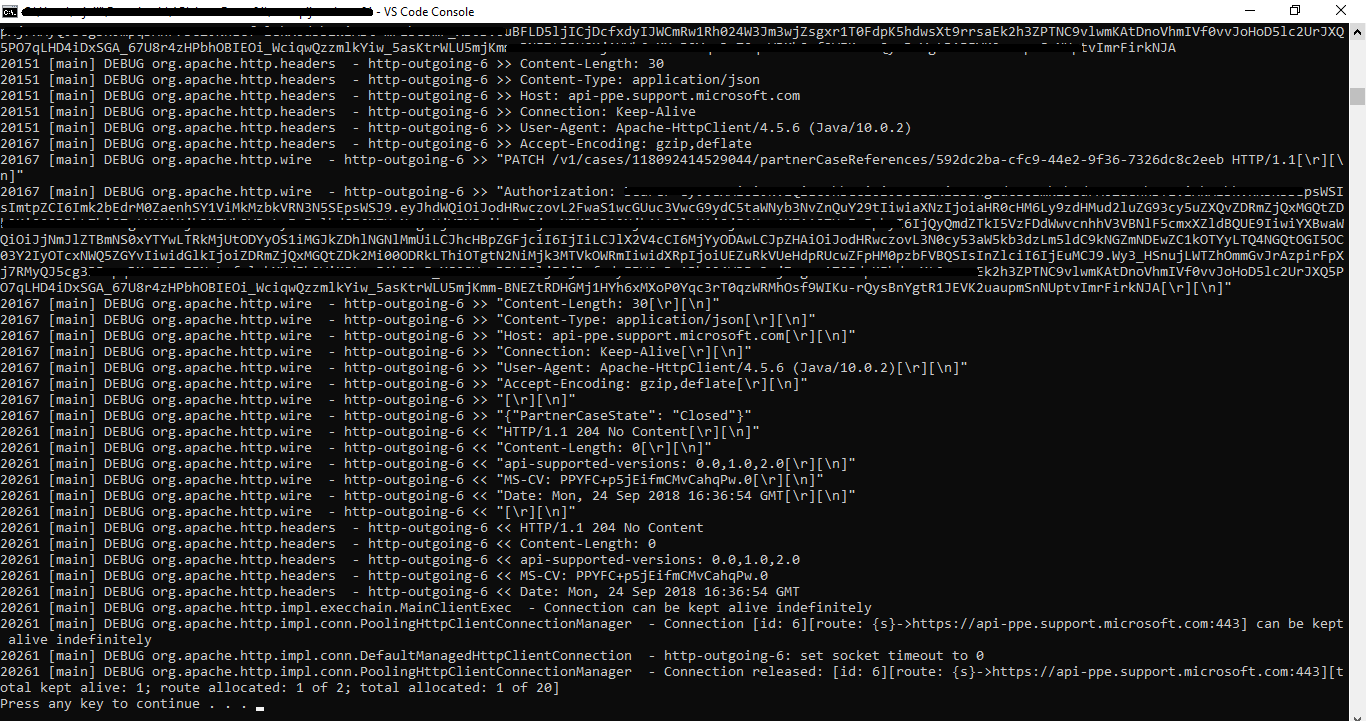 - VS Code Console
uBFLD5ljICjDcfxdyIJWCmRw1Rh024W3Jm3wjZsgxr1T0FdpK5hdwsXt9rrsaEk2h3ZPTNC9vlwmKAtDnoVhmIVf0vvJoHoD5lc2UrJXQ
5PO7qLHD4iDxSGA_67U8r4zHPbhOBIEOi_WciqwQzzmlkYiw_5asKtrWLU5mjKmm tvImrFirkNJA
20151 [main] DEBUG org.apache.http.headers  - http-outgoing-6 >> Content-Length: 30
20151 [main] DEBUG org.apache.http.headers  - http-outgoing-6 >> Content-Type: application/json
20151 [main] DEBUG org.apache.http.headers  - http-outgoing-6 >> Host: api-ppe.support.microsoft.com
20151 [main] DEBUG org.apache.http.headers  - http-outgoing-6 >> Connection: Keep-Alive
20151 [main] DEBUG org.apache.http.headers  - http-outgoing-6 >> User-Agent: Apache-HttpClient/4.5.6 (Java/10.0.2)
20167 [main] DEBUG org.apache.http.headers  - http-outgoing-6 >> Accept-Encoding: gzip,deflate
20167 [main] DEBUG org.apache.http.wire  - http-outgoing-6 >> "PATCH /v1/cases/118092414529044/partnerCaseReferences/592dc2ba-cfc9-44e2-9f36-7326dc8c2eeb HTTP/1.1[\r][\
n]"
20167 [main] DEBUG org.apache.http.wire  - http-outgoing-6 >> "Authorization: psWSI
20167 [main] DEBUG org.apache.http.wire  - http-outgoing-6 >> "Content-Length: 30[\r][\n]"
20167 [main] DEBUG org.apache.http.wire  - http-outgoing-6 >> "Content-Type: application/json[\r][\n]"
20167 [main] DEBUG org.apache.http.wire  - http-outgoing-6 >> "Host: api-ppe.support.microsoft.com[\r][\n]"
20167 [main] DEBUG org.apache.http.wire  - http-outgoing-6 >> "Connection: Keep-Alive[\r][\n]"
20167 [main] DEBUG org.apache.http.wire  - http-outgoing-6 >> "User-Agent: Apache-HttpClient/4.5.6 (Java/10.0.2)[\r][\n]"
20167 [main] DEBUG org.apache.http.wire  - http-outgoing-6 >> "Accept-Encoding: gzip,deflate[\r][\n]"
20167 [main] DEBUG org.apache.http.wire  - http-outgoing-6 >> "[\r][\n]"
20167 [main] DEBUG org.apache.http.wire  - http-outgoing-6 >> "{"PartnerCaseState": "Closed"}"
20261 [main] DEBUG org.apache.http.wire  - http-outgoing-6 << "HTTP/1.1 204 No Content[\r][\n]"
20261 [main] DEBUG org.apache.http.wire  - http-outgoing-6 << "Content-Length: 0[\r][\n]"
20261 [main] DEBUG org.apache.http.wire  - http-outgoing-6 << "api-supported-versions: 0.0,1.0,2.0[\r][\n]"
20261 [main] DEBUG org.apache.http.wire  - http-outgoing-6 << "MS-CV: PPYFC+p5jEifmCMvCahqPw.0[\r][\n]"
20261 [main] DEBUG org.apache.http.wire  - http-outgoing-6 << "Date: Mon, 24 Sep 2018 16:36:54 GMT[\r][\n]"
20261 [main] DEBUG org.apache.http.wire  - http-outgoing-6 << "[\r][\n]"
20261 [main] DEBUG org.apache.http.headers  - http-outgoing-6 << HTTP/1.1 204 No Content
20261 [main] DEBUG org.apache.http.headers  - http-outgoing-6 << Content-Length: 0
20261 [main] DEBUG org.apache.http.headers  - http-outgoing-6 << api-supported-versions: 0.0,1.0,2.0
20261 [main] DEBUG org.apache.http.headers  - http-outgoing-6 << MS-CV: PPYFC+p5jEifmCMvCahqPw.0
20261 [main] DEBUG org.apache.http.headers  - http-outgoing-6 << Date: Mon, 24 Sep 2018 16:36:54 GMT
20261 [main] DEBUG org.apache.http.impl.execchain.MainClientExec  - Connection can be kept alive indefinitely
20261 [main] DEBUG org.apache.http.impl.conn.PoolingHttpClientConnectionManager  - Connection [id: 6][route: {s}->https://api-ppe.support.microsoft.com:443] can be kept
 alive indefinitely
20261 [main] DEBUG org.apache.http.impl.conn.DefaultManagedHttpClientConnection  - http-outgoing-6: set socket timeout to 0
20261 [main] DEBUG org.apache.http.impl.conn.PoolingHttpClientConnectionManager  - Connection released: [id: 6][route: {s}->https://api-ppe.support.microsoft.com:443][t
otal kept alive: 1; route allocated: 1 of 2; total allocated: 1 of 20]
Press any key to continue . . .